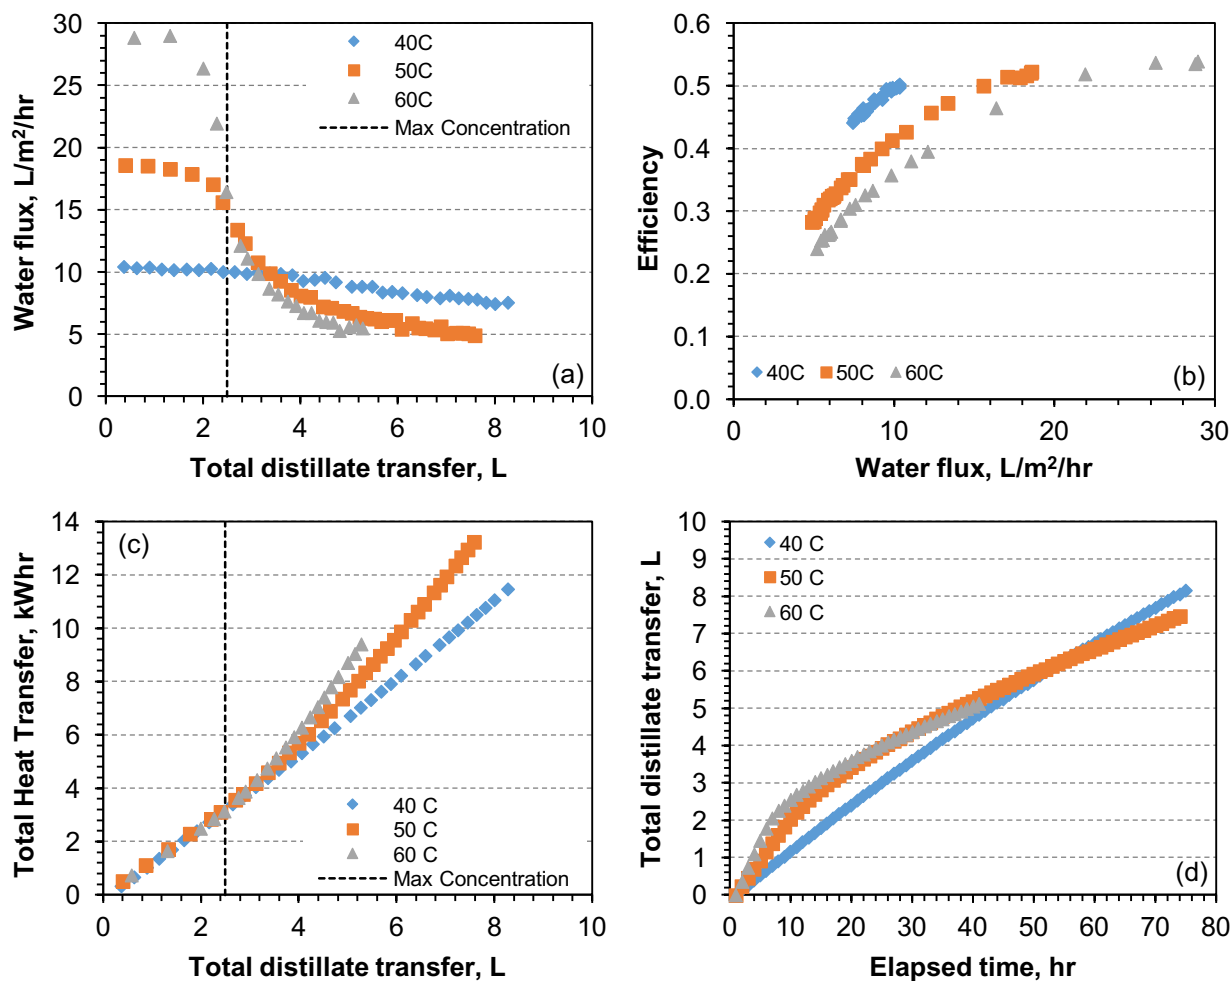 30
25
20
15
10
5
0
0 2 4 6 8 10
Water flux, L/m²/hr
Total distillate transfer, L
40C
50C
60C
Max Concentration
(a)
0.6
0.5
0.4
0.3
0.2
0.1
0.0
0 10 20 30
Efficiency
Water flux, L/m²/hr
40C 50C 60C
(b)
14
12
10
8
6
4
2
0
0 2 4 6 8 10
Total Heat Transfer, kWhr
Total distillate transfer, L
(c)
40 C
50 C
60 C
Max Concentration
10
9
8
7
6
5
4
3
2
1
0
0 10 20 30 40 50 60 70 80
Total distillate transfer, L
Elapsed time, hr
40 C
50 C
60 C
(d)